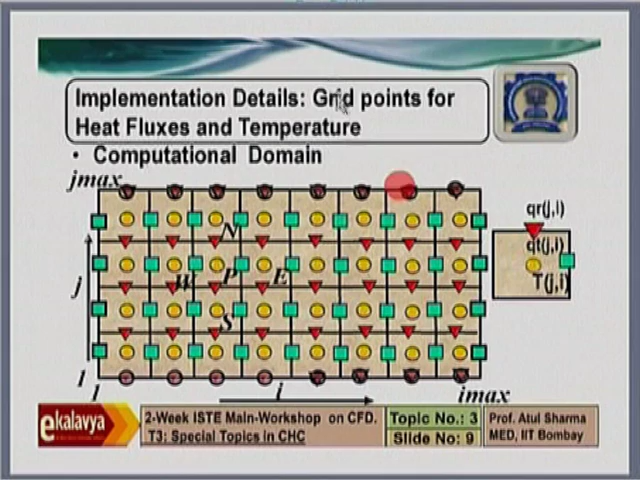 Implementation Details: Grid points for
Heat Fluxes and Temperature
• Computational Domain
jmax
N
W P E
S
j
1
1
i
imax
qr(j,i)
qt(j,i)
T(j,i)
ekalavya
2-Week ISTE Main-Workshop on CFD.
T3: Special Topics in CHC
Topic No.: 3
Slide No: 9
Prof. Atul Sharma
MED, IIT Bombay